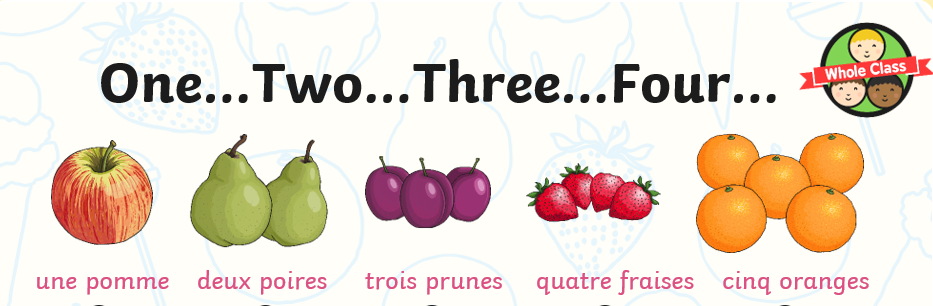 One...Two...Three...Four...
Whole Class
une pomme deux poires trois prunes quatre fraises cinq oranges